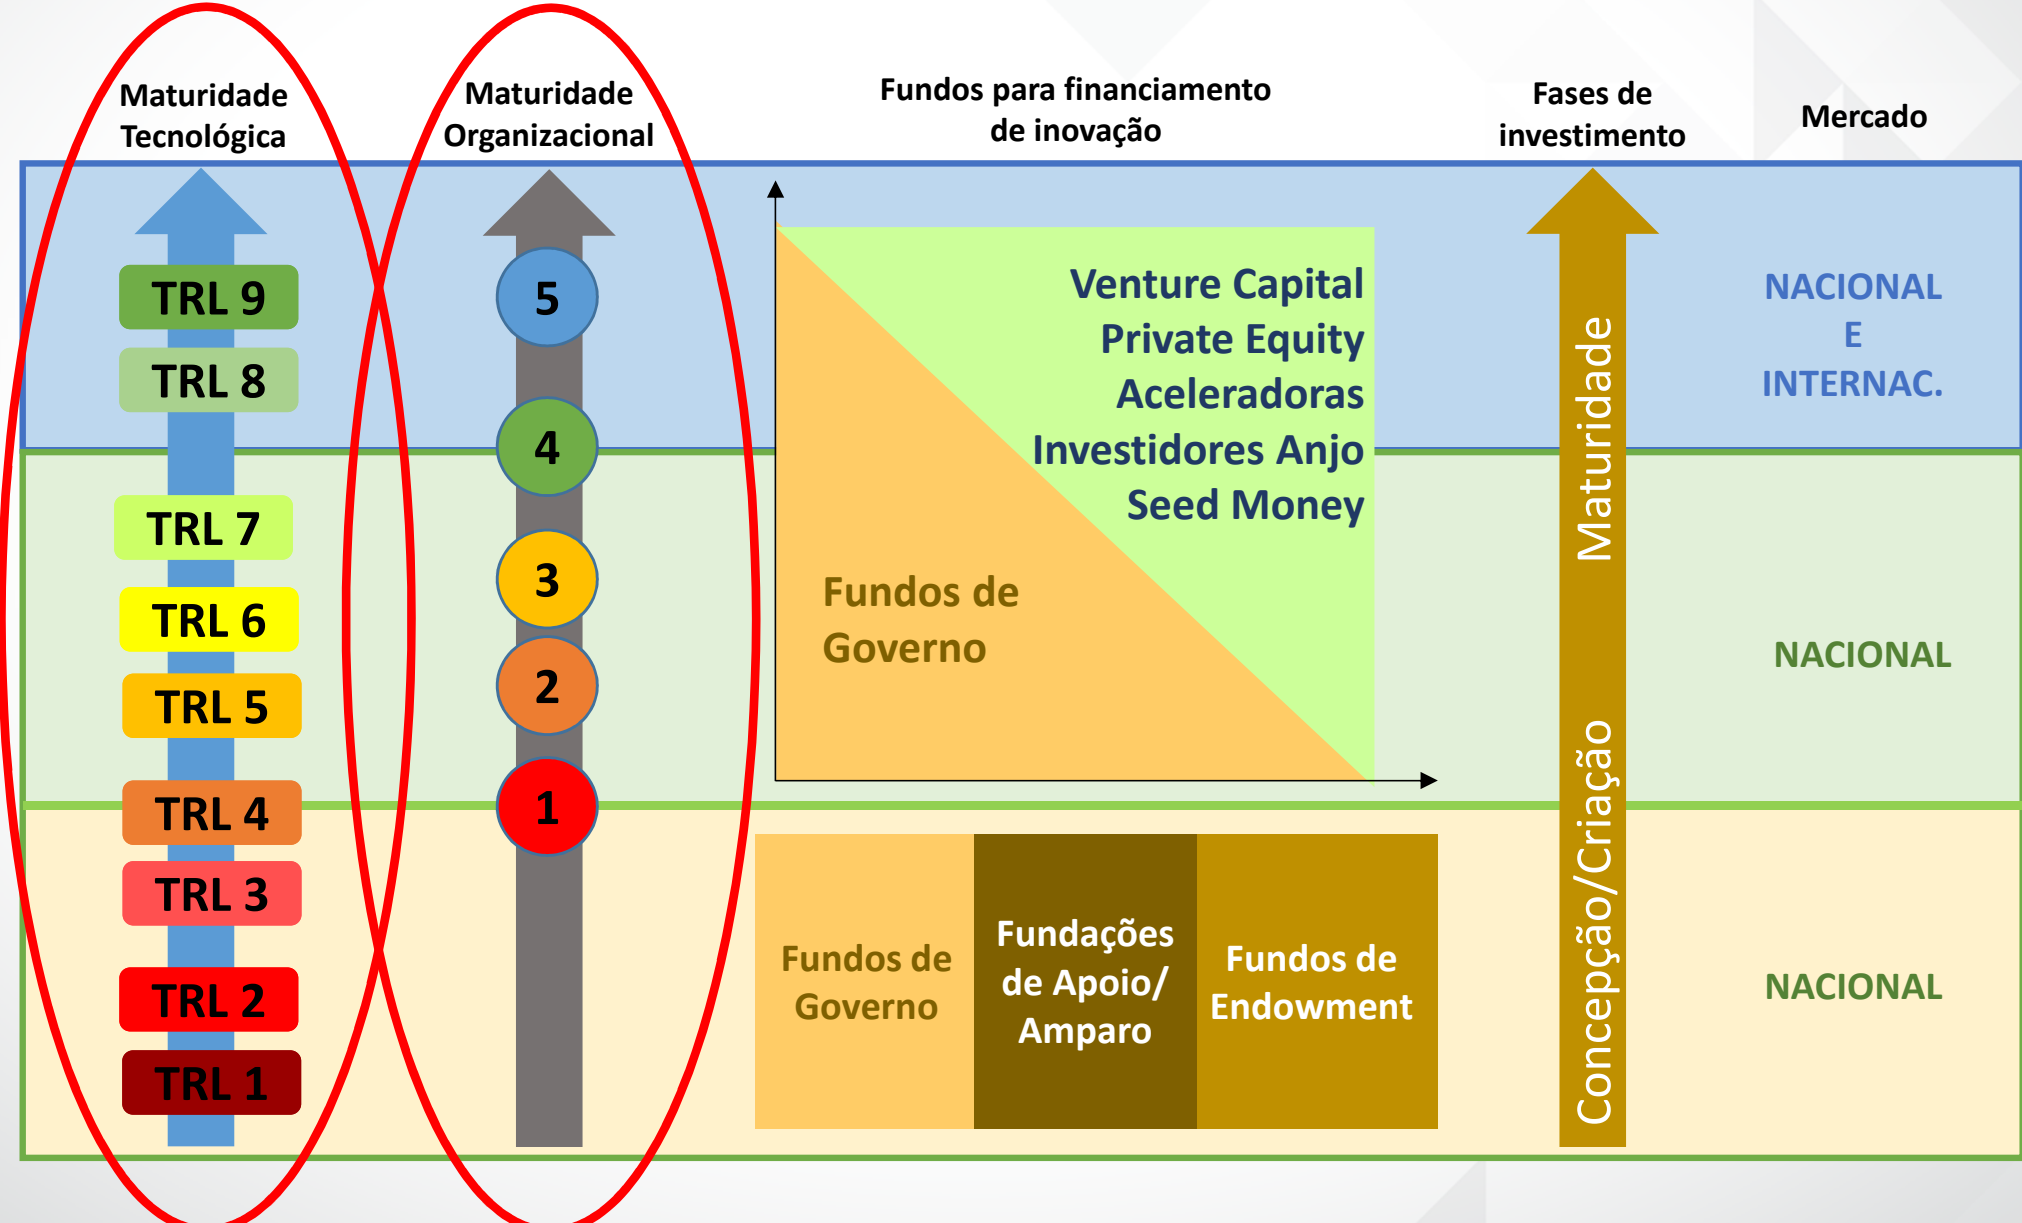 Maturidade
Tecnológica
Maturidade
Organizacional
Fundos para financiamento
de inovação
Fases de
investimento
Mercado
TRL 9
TRL 8
TRL 7
TRL 6
TRL 5
TRL 4
TRL 3
TRL 2
TRL 1
5
4
3
2
1
Venture Capital
Private Equity
Aceleradoras
Investidores Anjo
Seed Money
Fundos de
Governo
Fundos de
Governo
Fundações
de Apoio/
Amparo
Fundos de
Endowment
Maturidade
Concepção/Criação
NACIONAL
E
INTERNAC.
NACIONAL
NACIONAL